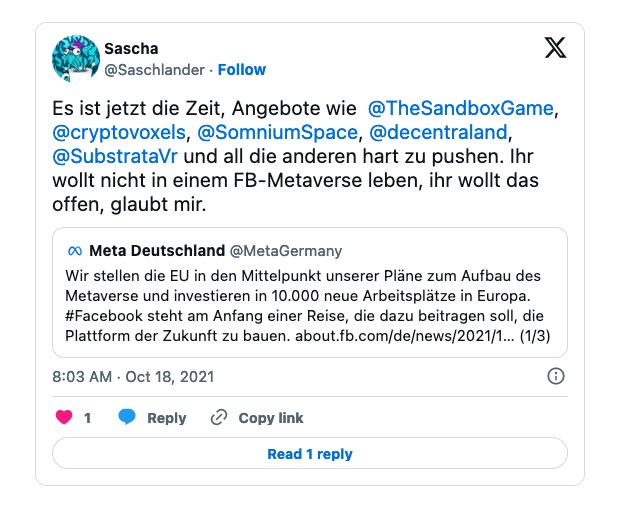 Sascha
@Saschlander · Follow
Es ist jetzt die Zeit, Angebote wie @TheSandboxGame,
@cryptovoxels, @SomniumSpace, @decentraland,
@SubstrataVr und all die anderen hart zu pushen. Ihr
wollt nicht in einem FB-Metaverse leben, ihr wollt das
offen, glaubt mir.
Meta Deutschland @MetaGermany
Wir stellen die EU in den Mittelpunkt unserer Pläne zum Aufbau des
Metaverse und investieren in 10.000 neue Arbeitsplätze in Europa.
#Facebook steht am Anfang einer Reise, die dazu beitragen soll, die
Plattform der Zukunft zu bauen. about.fb.com/de/news/2021/1… (1/3)
8:03 AM · Oct 18, 2021
1 Reply Copy link
Read 1 reply